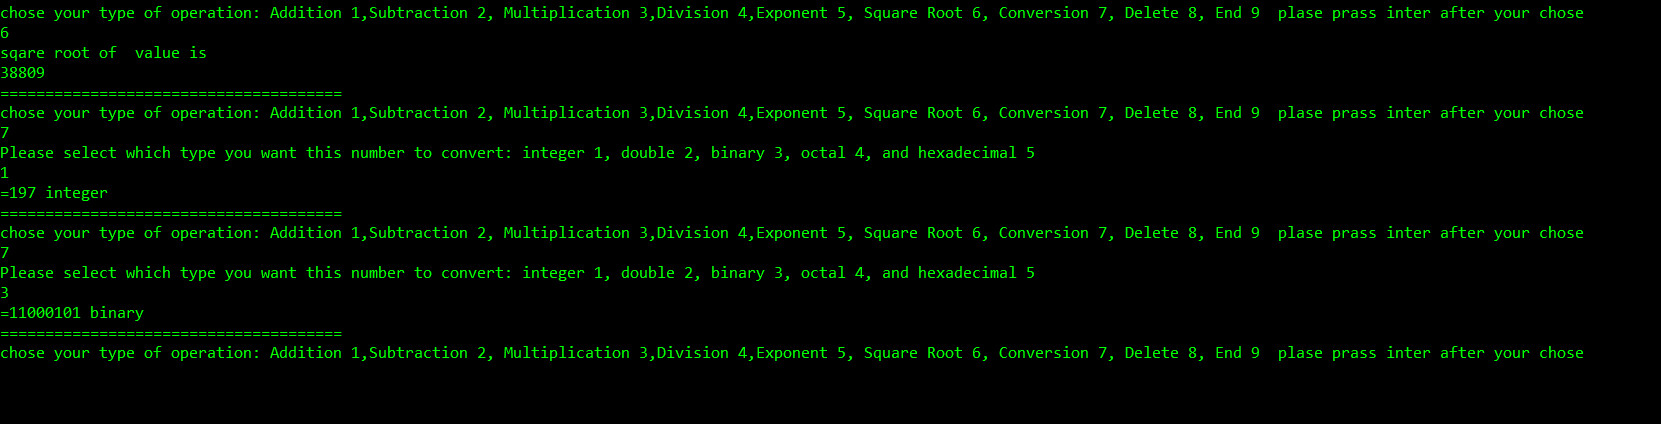 chose your type of operation: Addition 1,Subtraction 2, Multiplication 3,Division 4,Exponent 5, Square Root 6, Conversion 7, Delete 8, End 9  plase prass inter after your chose
6
sqare root of  value is
38809
======================================
chose your type of operation: Addition 1,Subtraction 2, Multiplication 3,Division 4,Exponent 5, Square Root 6, Conversion 7, Delete 8, End 9  plase prass inter after your chose
7
Please select which type you want this number to convert: integer 1, double 2, binary 3, octal 4, and hexadecimal 5
1
=197 integer
======================================
chose your type of operation: Addition 1,Subtraction 2, Multiplication 3,Division 4,Exponent 5, Square Root 6, Conversion 7, Delete 8, End 9  plase prass inter after your chose
7
Please select which type you want this number to convert: integer 1, double 2, binary 3, octal 4, and hexadecimal 5
3
=11000101 binary
======================================
chose your type of operation: Addition 1,Subtraction 2, Multiplication 3,Division 4,Exponent 5, Square Root 6, Conversion 7, Delete 8, End 9  plase prass inter after your chose